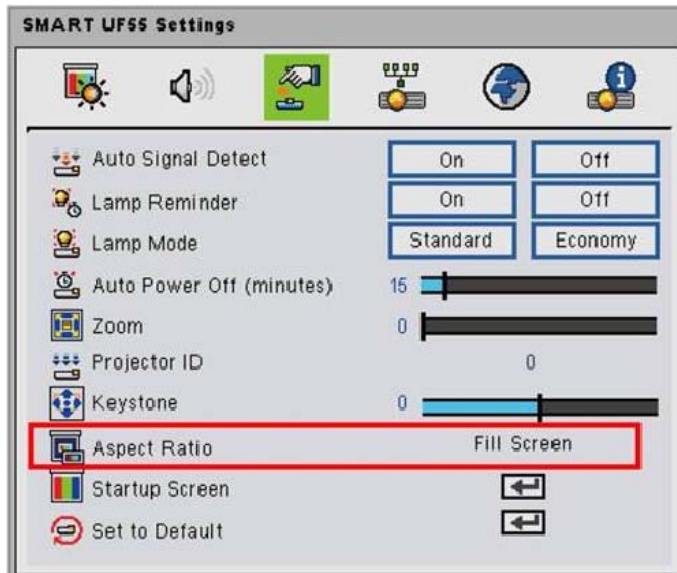 SMART UF55 Settings
Auto Signal Detect On Off
Lamp Reminder On Off
Lamp Mode Standard Economy
Auto Power Off (minutes) 15
Zoom 0
Projector ID 0
Keystone 0
Aspect Ratio Fill Screen
Startup Screen
Set to Default